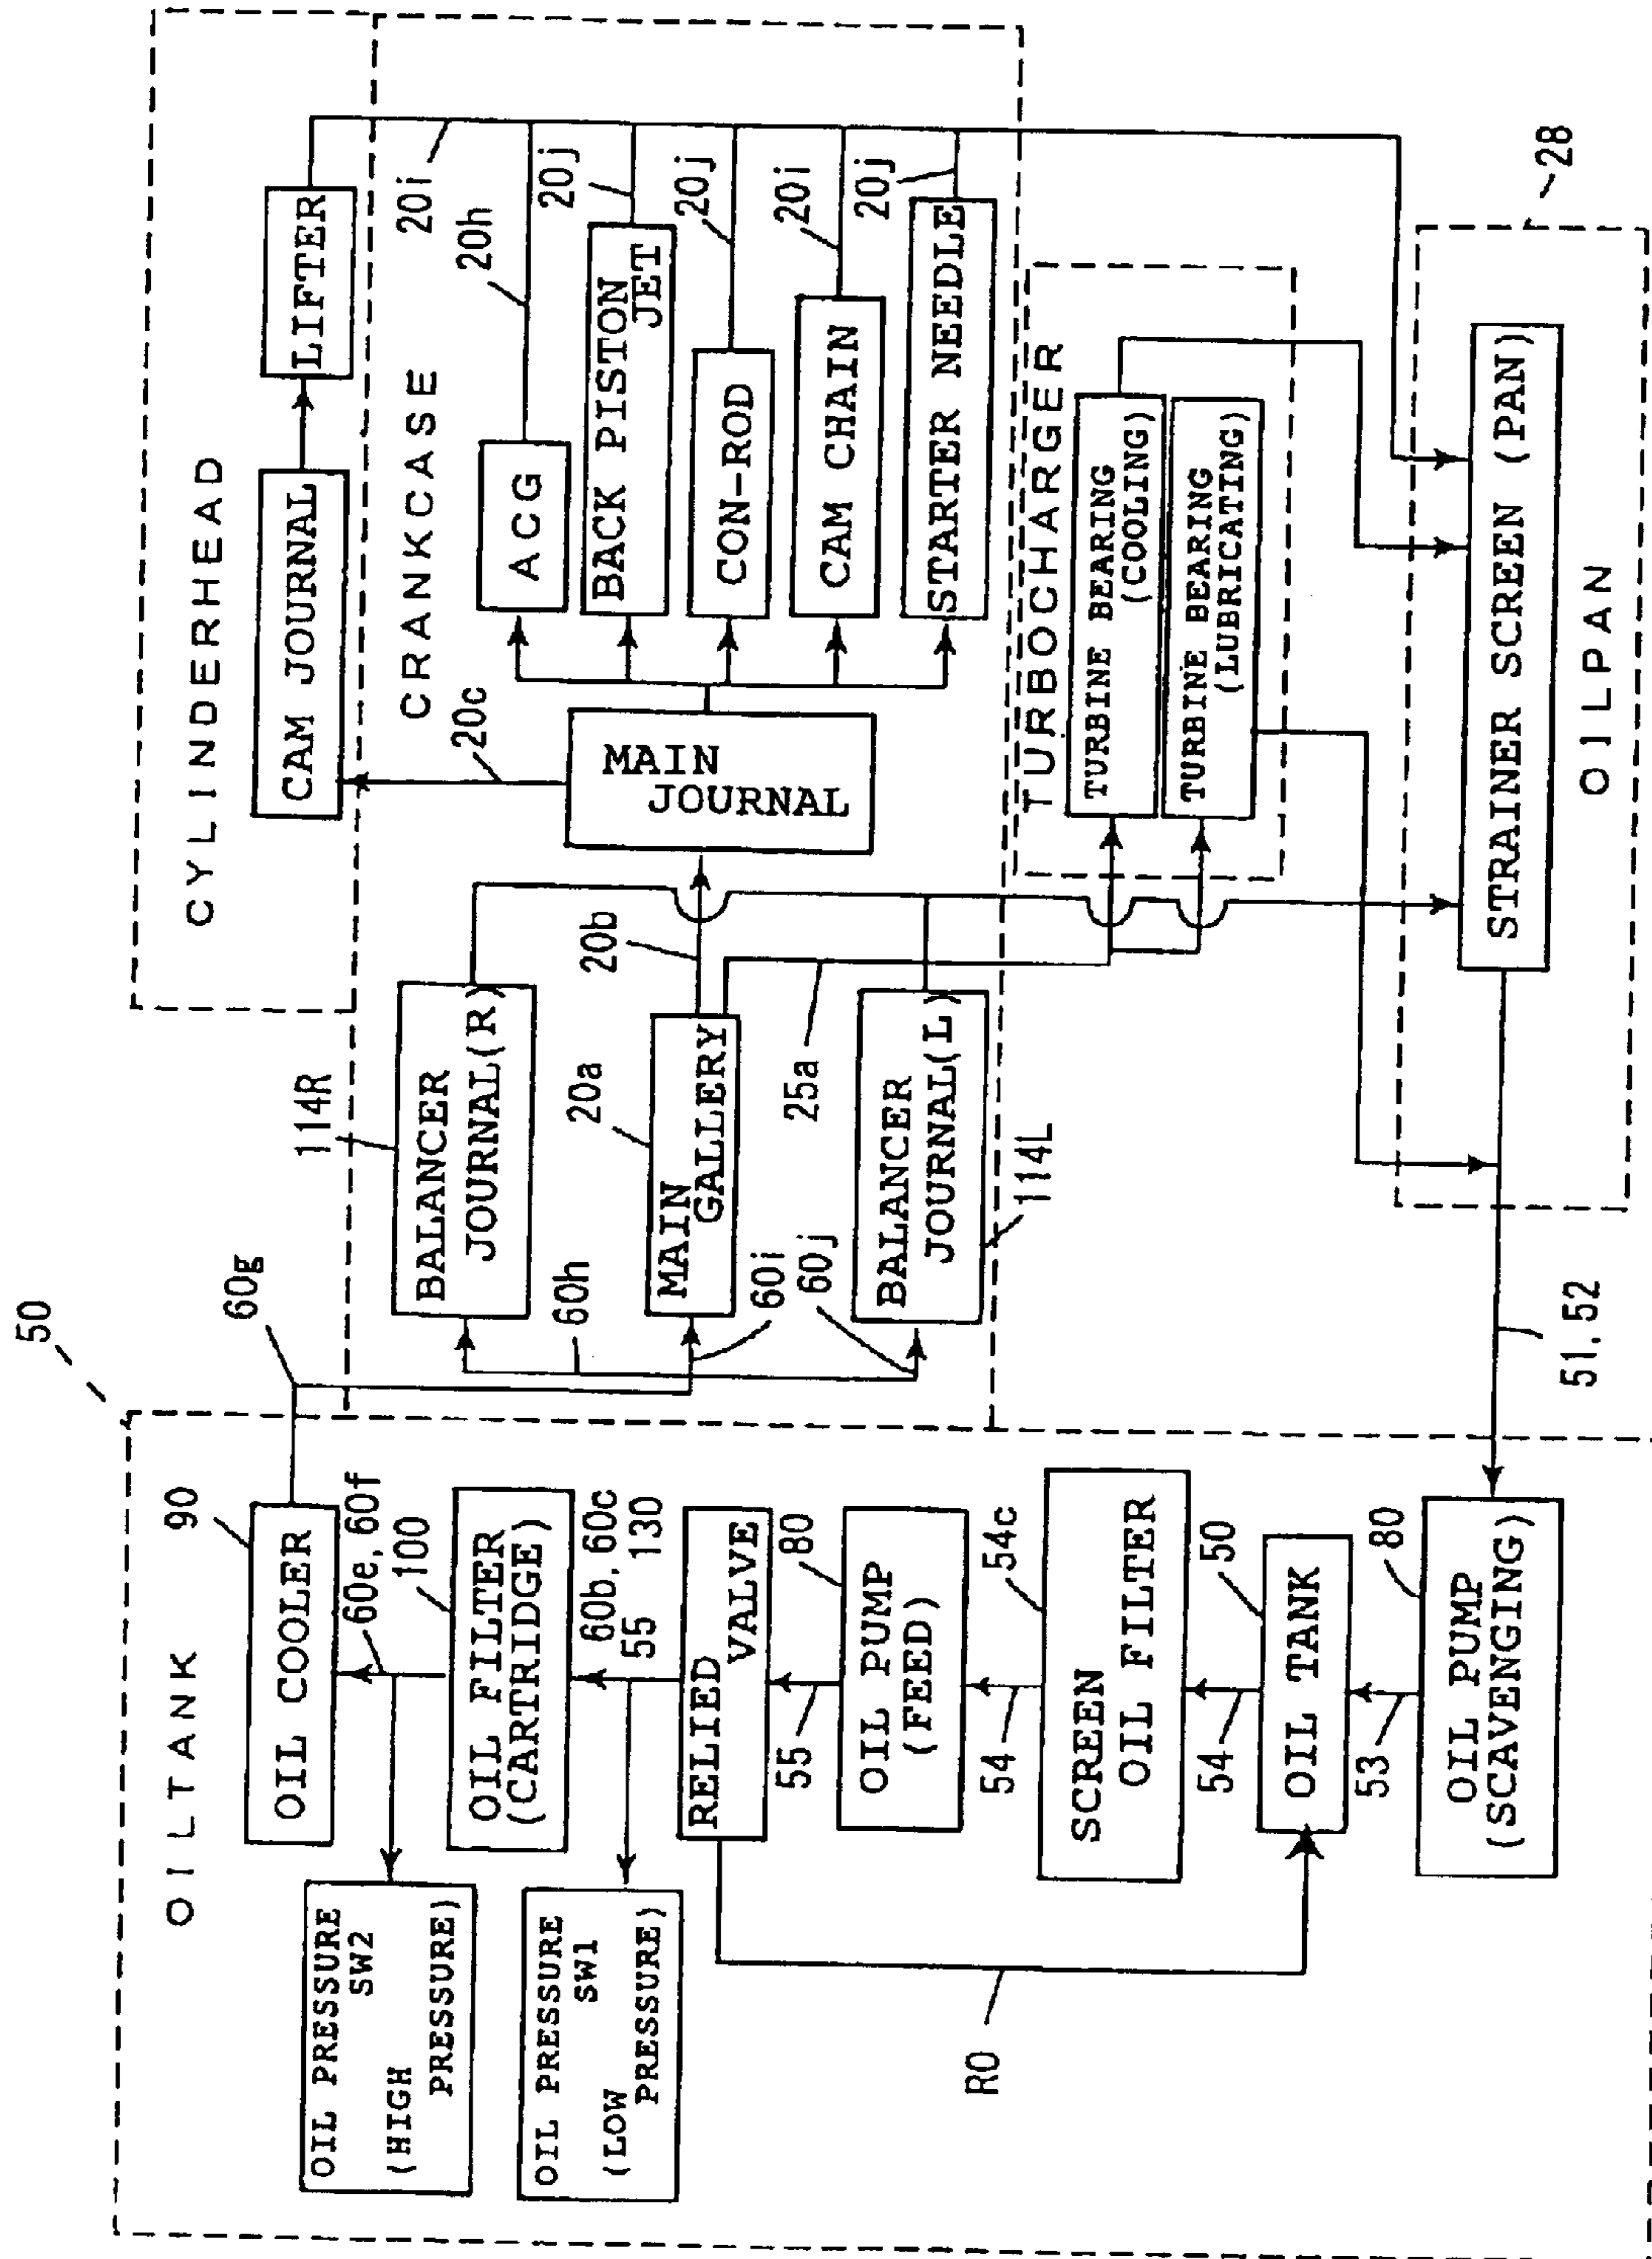 50
OILTANK
90
OIL COOLER
60e, 60f
100
OIL FILTER
(CARTRIDGE)
60b, 60c
55
130
RELIED
VALVE
55
80
OIL PUMP
(FEED)
54
54c
SCREEN
OIL FILTER
54
50
OIL TANK
53
80
OIL PUMP
(SCAVENGING)
OIL PRESSURE
SW2
(HIGH
PRESSURE)
OIL PRESSURE
SW1
(LOW
PRESSURE)
RO
60g
114R
BALANCER
JOURNAL(R)
60h
20a
MAIN
GALLERY
60i
60j
BALANCER
JOURNAL(L)
114L
20b
25a
51, 52
CYLINDERHEAD
CAM JOURNAL
LIFTER
20i
CRANKCASE
20c
MAIN
JOURNAL
ACG
20h
BACK PISTON
JET
20j
CON-ROD
20j
CAM CHAIN
20i
STARTER NEEDLE
20j
TURBOCHARGER
TURBINE BEARING
(COOLING)
TURBINE BEARING
(LUBRICATING)
28
STRAINER SCREEN (PAN)
OILPAN